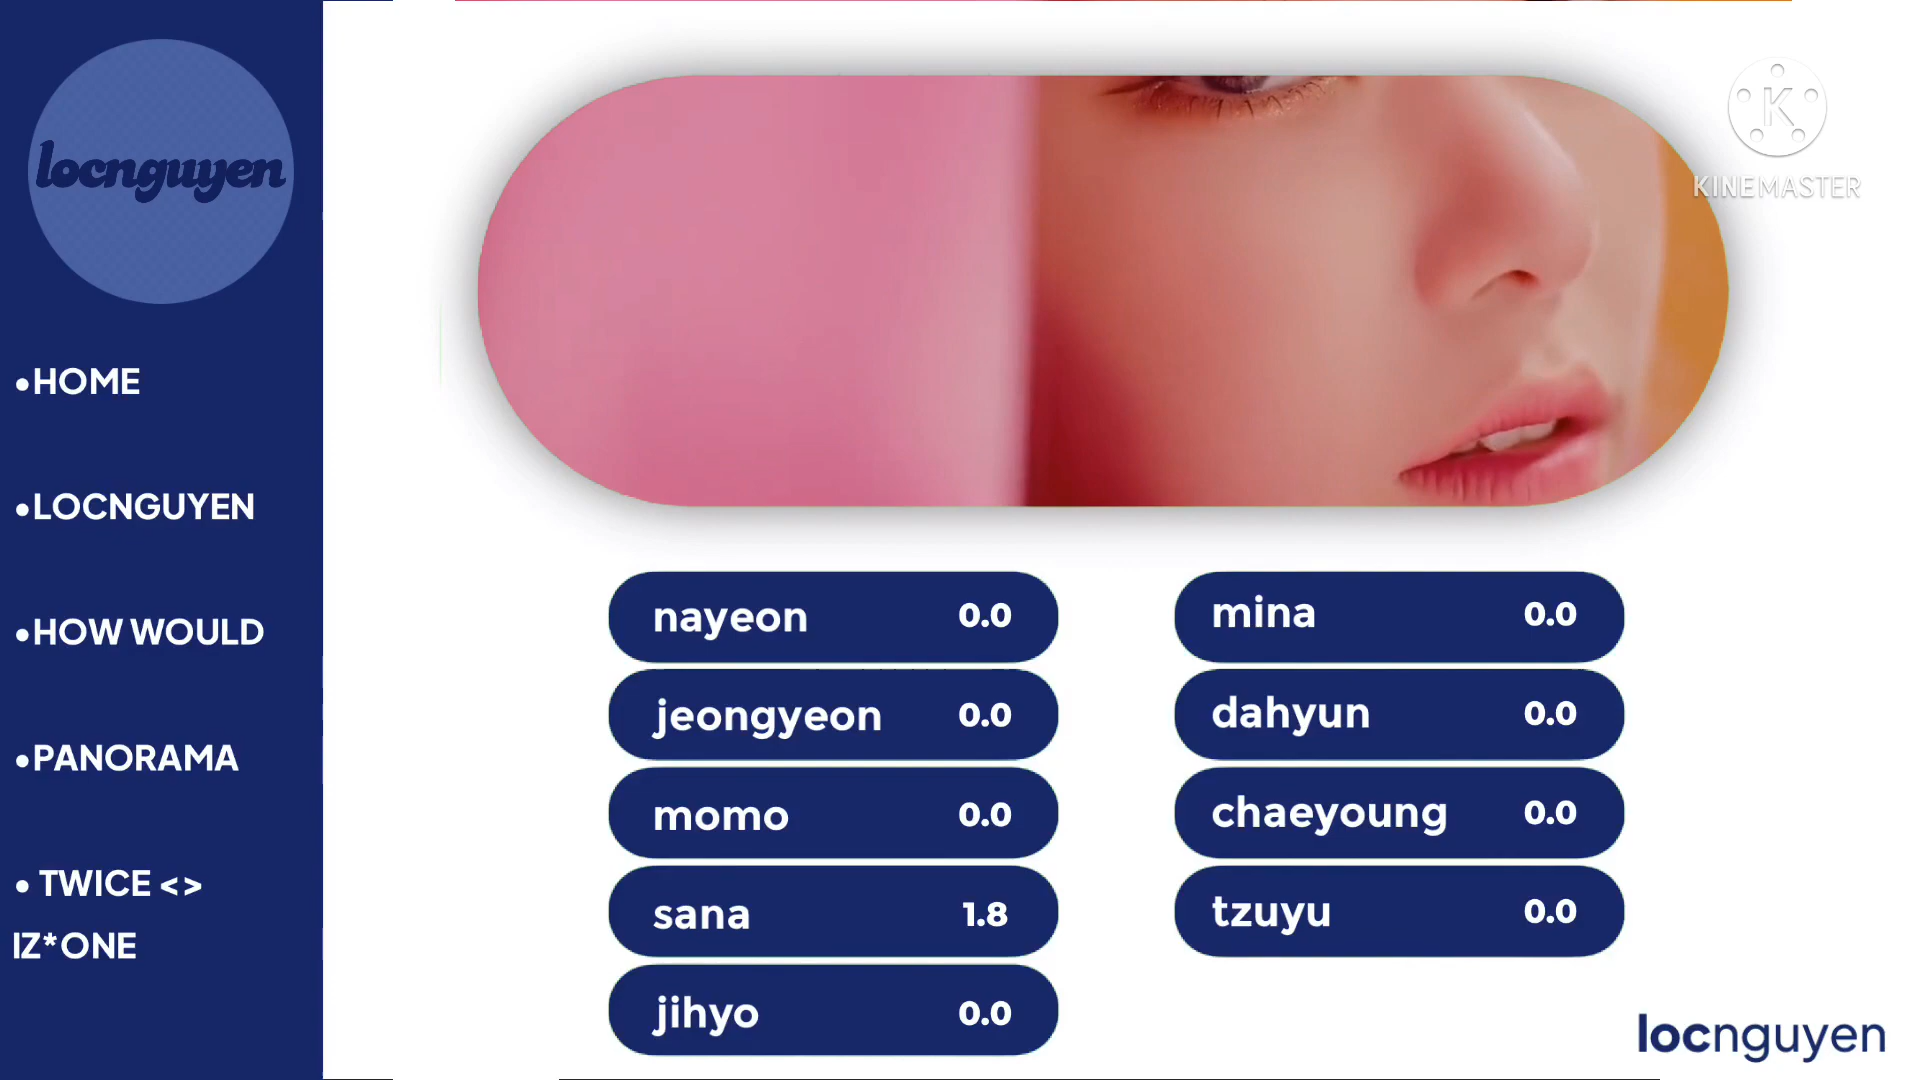 locnguyen
•HOME
•LOCNGUYEN
•HOW WOULD
•PANORAMA
• TWICE <>
IZ*ONE
KINEMASTER
nayeon 0.0
jeongyeon 0.0
momo 0.0
sana 1.8
jihyo 0.0
mina 0.0
dahyun 0.0
chaeyoung 0.0
tzuyu 0.0
locnguyen